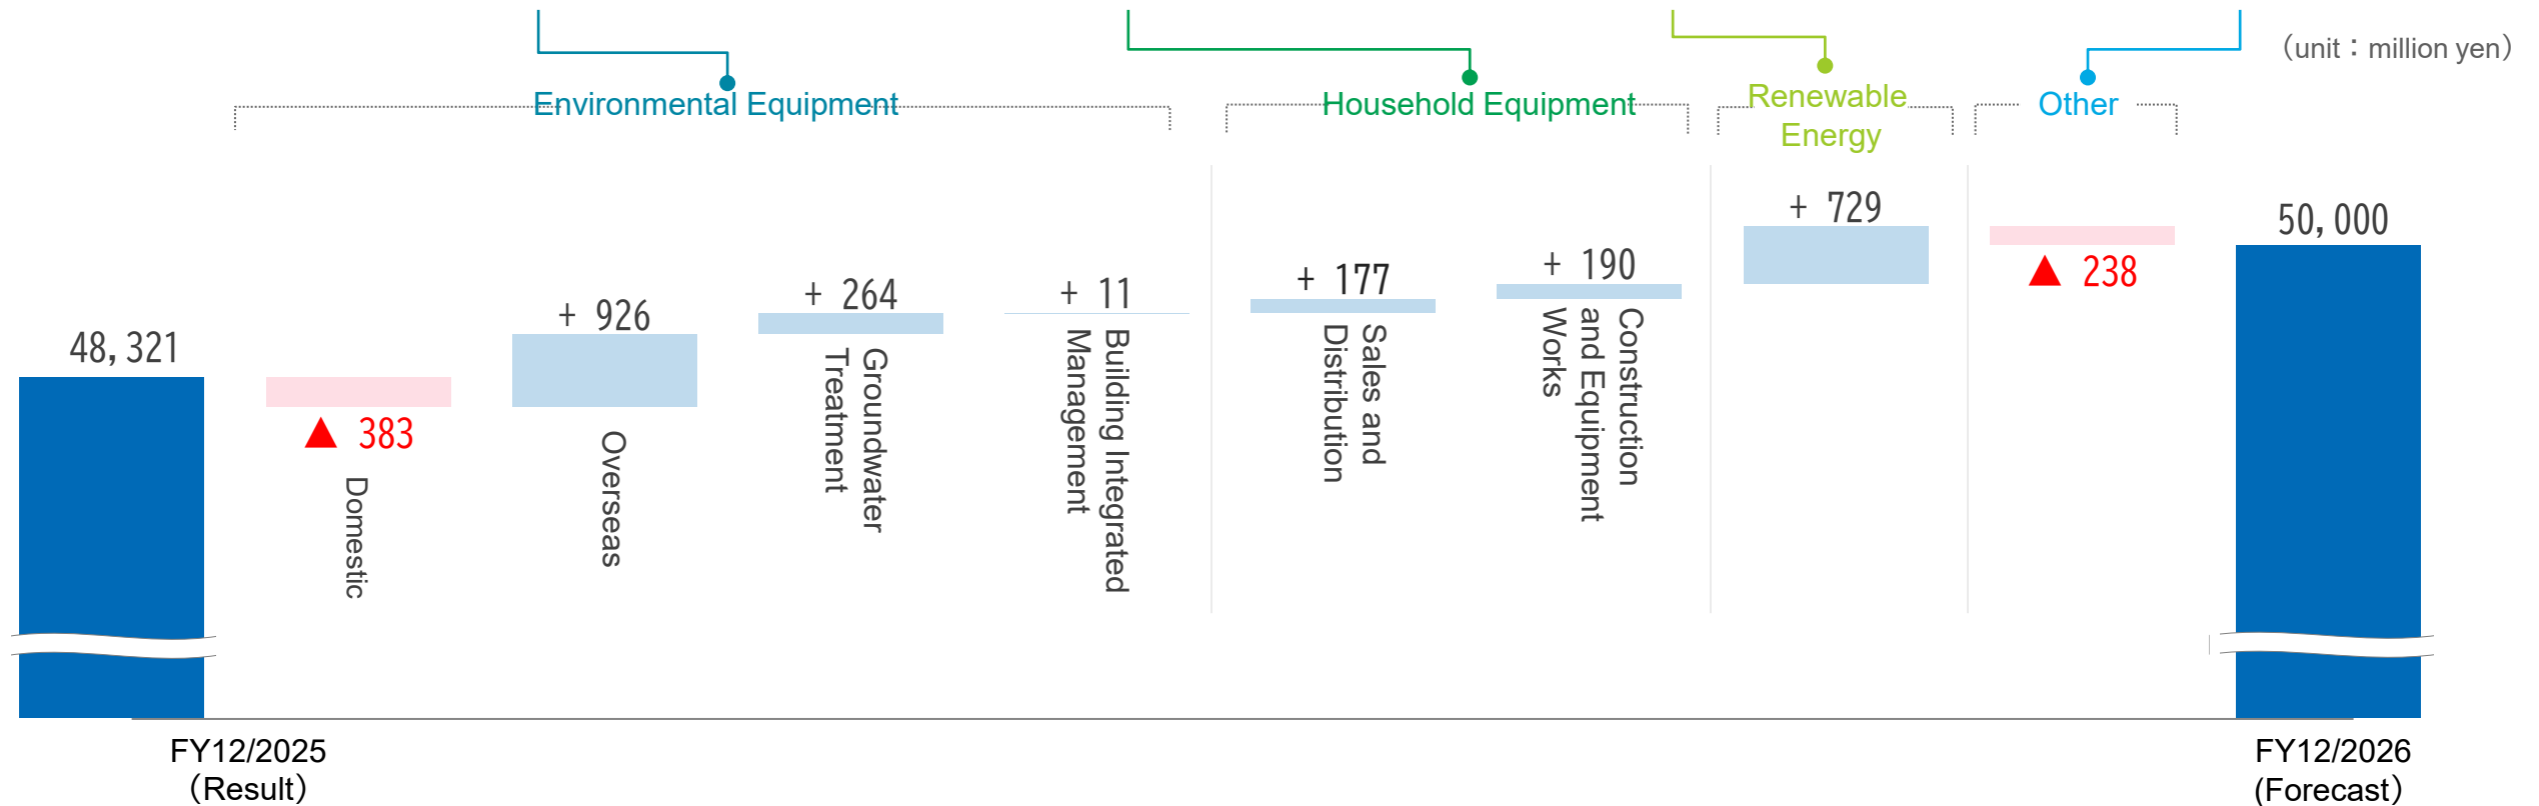 （unit：million yen）
Environmental Equipment
Household Equipment
Renewable
Energy
Other
48,321
▲ 383
Domestic
+ 926
Overseas
+ 264
Groundwater
Treatment
+ 11
Building Integrated
Management
+ 177
Sales and
Distribution
+ 190
Construction
and Equipment
Works
+ 729
▲ 238
50,000
FY12/2025
（Result）
FY12/2026
(Forecast）